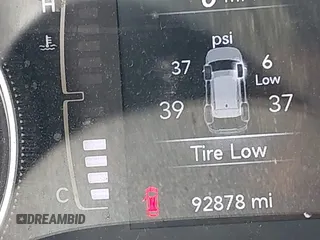 H
psi
37
6
Low
39
37
Tire Low
C
92878 mi
DREAMBID